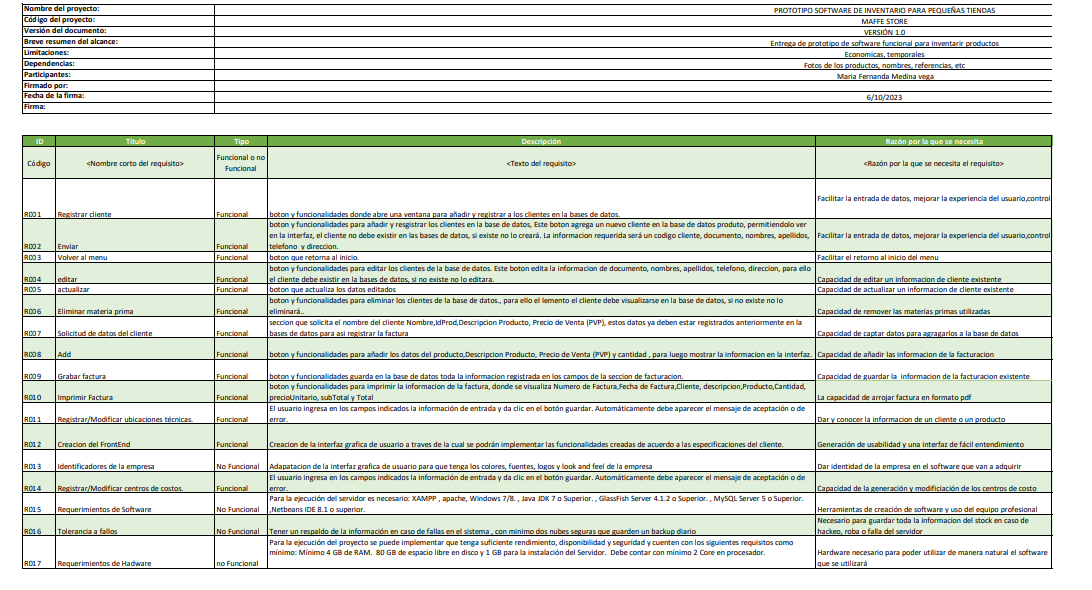 Nombre del proyecto: PROTOTIPO SOFTWARE DE INVENTARIO PARA PEQUEÑAS TIENDAS
Código del proyecto: MAFFE STORE
Versión del documento: VERSIÓN 1.0
Breve resumen del alcance: Entrega de prototipo de software funcional para inventarir productos
Limitaciones: Economicas, temporales
Dependencias: Fotos de los productos, nombres, referencias, etc
Participantes: Maria Fernanda Medina vega
Firmado por:
Fecha de la firma: 6/10/2023
Firma:
ID Título Tipo Descripción Razón por la que se necesita
Código <Nombre corto del requisito> Funcional o no Funcional <Texto del requisito> <Razón por la que se necesita el requisito>
R001 Registrar cliente Funcional boton y funcionalidades donde abre una ventana para añadir y registrar a los clientes en la bases de datos. Facilitar la entrada de datos, mejorar la experiencia del usuario,control
boton y funcionalidades para añadir y resgistrar los clientes en la base de datos, Este boton agrega un nuevo cliente en la base de datos produto, permitiendolo ver
en la interfaz, el cliente no debe existir en las bases de datos, si existe no lo creará. La informacion requerida será un codigo cliente, documento, nombres, apellidos,
R002 Enviar Funcional telefono y direccion. Facilitar la entrada de datos, mejorar la experiencia del usuario,control
R003 Volver al menu Funcional boton que retorna al inicio. Facilitar el retorno al inicio del menu
boton y funcionalidades para editar los clientes de la base de datos. Este boton edita la informacion de documento, nombres, apellidos, telefono, direccion, para ello
R004 editar Funcional el cliente debe existir en la base de datos, si no existe no lo editara. Capacidad de editar un informacion de cliente existente
R005 actualizar Funcional boton que actualiza los datos editados Capacidad de actualizar un informacion de cliente existente
boton y funcionalidades para eliminar los clientes de la base de datos., para ello el lemento el cliente debe visualizarse en la base de datos, si no existe no lo
R006 Eliminar materia prima Funcional eliminará.. Capacidad de remover las materias primas utilizadas
seccion que solicita el nombre del cliente Nombre,IdProd,Descripcion Producto, Precio de Venta (PVP), estos datos ya deben estar registrados anteriormente en la
R007 Solicitud de datos del cliente Funcional bases de datos para asi registrar la factura Capacidad de captar datos para agragarlos a la base de datos
R008 Add Funcional boton y funcionalidades para añadir los datos del producto,Descripcion Producto, Precio de Venta (PVP) y cantidad , para luego mostrar la informacion en la interfaz. Capacidad de añadir las informacion de la facturacion
R009 Grabar factura Funcional boton y funcionalidades guarda en la base de datos toda la informacion registrada en los campos de la seccion de facturacion. Capacidad de guardar la informacion de la facturacion existente
boton y funcionalidades para imprimir la informacion de la factura, donde se visualiza Numero de Factura,Fecha de Factura,Cliente, descripcion,Producto,Cantidad,
R010 Imprimir Factura Funcional precioUnitario, subTotal y Total La capacidad de arrojar factura en formato pdf
El usuario ingresa en los campos indicados la información de entrada y da clic en el botón guardar. Automáticamente debe aparecer el mensaje de aceptación o de
R011 Registrar/Modificar ubicaciones técnicas. Funcional error. Dar y conocer la informacion de un cliente o un producto
R012 Creacion del FrontEnd Funcional Creacion de la interfaz grafica de usuario a traves de la cual se podrán implementar las funcionalidades creadas de acuerdo a las especificaciones del cliente. Generación de usabilidad y una interfaz de fácil entendimiento
R013 Identificadores de la empresa No Funcional Adapatacion de la interfaz grafica de usuario para que tenga los colores, fuentes, logos y look and feel de la empresa Dar identidad de la empresa en el software que van a adquirir
El usuario ingresa en los campos indicados la información de entrada y da clic en el botón guardar. Automáticamente debe aparecer el mensaje de aceptación o de
R014 Registrar/Modificar centros de costos. Funcional error. Capacidad de la generación y modificiación de los centros de costo
Para la ejecución del servidor es necesario: XAMPP , apache, Windows 7/8. , Java JDK 7 o Superior. , GlassFish Server 4.1.2 o Superior. , MySQL Server 5 o Superior.
R015 Requerimientos de Software No Funcional ,Netbeans IDE 8.1 o superior. Herramientas de creación de software y uso del equipo profesional
Necesario para guardar toda la informacion del stock en caso de
R016 Tolerancia a fallos No Funcional Tener un respaldo de la información en caso de fallas en el sistema , con minimo dos nubes seguras que guarden un backup diario hackeo, roba o falla del servidor
Para la ejecución del proyecto se puede implementar que tenga suficiente rendimiento, disponibilidad y seguridad y cuenten con los siguientes requisitos como
mínimo: Mínimo 4 GB de RAM. 80 GB de espacio libre en disco y 1 GB para la instalación del Servidor. Debe contar con mínimo 2 Core en procesador. Hardware necesario para poder utilizar de manera natural el software
R017 Requerimientos de Hadware no Funcional que se utilizará